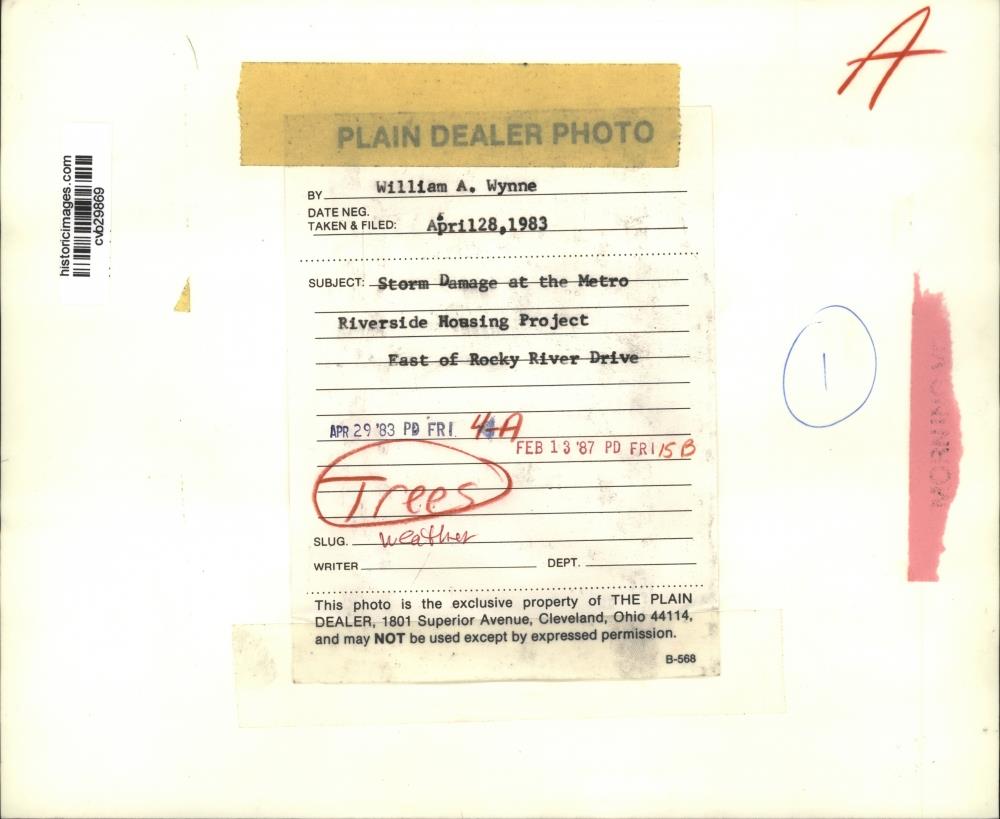 A
PLAIN DEALER PHOTO
BY William A. Wynne
DATE NEG.
TAKEN & FILED: April28,1983
SUBJECT: Storm Damage at the Metro
Riverside Housing Project
East of Rocky River Drive
APR 29 '83 PD FRI. 4-A
FEB 13 '87 PD FRI 15 B
Trees
SLUG. weather
WRITER DEPT.
This photo is the exclusive property of THE PLAIN
DEALER, 1801 Superior Avenue, Cleveland, Ohio 44114,
and may NOT be used except by expressed permission.
B-568
historicimages.com
cvb29869
1
MORNING